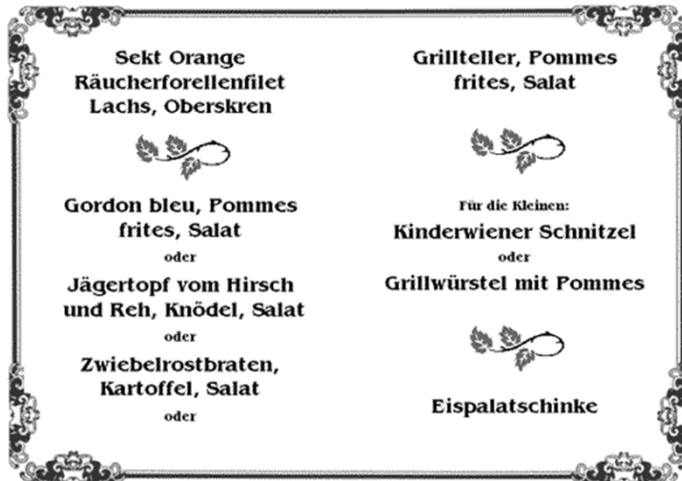 Sekt Orange
Räucherforellenfilet
Lachs, Oberskren
Gordon bleu, Pommes
frites, Salat
oder
Jägertopf vom Hirsch
und Reh, Knödel, Salat
oder
Zwiebelrostbraten,
Kartoffel, Salat
oder
Grillteller, Pommes
frites, Salat
Für die Kleinen:
Kinderwiener Schnitzel
oder
Grillwürstel mit Pommes
Eispalatschinke